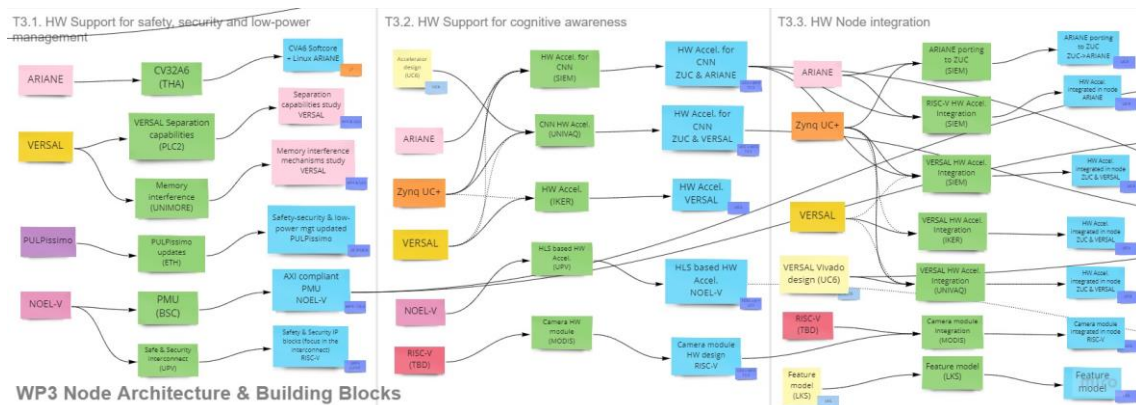 T3.1. HW Support for safety, security and low-power
management
ARIANE
CV32A6
(THA)
CVA6 Softcore
+ Linux ARIANE
VERSAL
VERSAL Separation
capabilities
(PLC2)
Separation
capabilities study
VERSAL
Memory
interference
(UNIMORE)
Memory interference
mechanisms study
VERSAL
PULPissimo
PULPissimo
updates
(ETH)
Safety-security & low-
power mgt updated
PULPissimo
NOEL-V
PMU
(BSC)
AXI compliant
PMU
NOEL-V
Safe & Security
Interconnect
(UPV)
Safety & Security IP
blocks (focus in the
interconnect)
RISC-V
T3.2. HW Support for cognitive awareness
Accelerator
design
(UC6)
ARIANE
Zynq UC+
VERSAL
NOEL-V
RISC-V
(TBD)
HW Accel. for
CNN
(SIEM)
CNN HW Accel.
(UNIVAQ)
HW Accel.
(IKER)
HLS based HW
Accel.
(UPV)
Camera HW
module
(MODIS)
HW Accel. for
CNN
ZUC & ARIANE
HW Accel. for
CNN
ZUC & VERSAL
HW Accel.
VERSAL
HLS based HW
Accel.
NOEL-V
Camera module
HW design
RISC-V
T3.3. HW Node integration
ARIANE
Zynq UC+
VERSAL
VERSAL Vivado
design (UC6)
RISC-V
(TBD)
Feature
model
(LKS)
ARIANE porting
to ZUC
(SIEM)
RISC-V HW Accel.
Integration
(SIEM)
VERSAL HW Accel.
Integration
(SIEM)
VERSAL HW Accel.
Integration
(IKER)
VERSAL HW Accel.
Integration
(UNIVAQ)
Camera module
integration
(MODIS)
Feature model
(LKS)
ARIANE porting
to ZUC
ZUC->ARIANE
HW Accel
integrated in node
ARIANE
HW Accel.
integrated in node
ZUC & VERSAL
HW Accel.
Integrated in node
ZUC & VERSAL
HW Accel.
integrated in node
ZUC & VERSAL
Camera module
integrated in node
RISC-V
Feature
model
miro
WP3 Node Architecture & Building Blocks